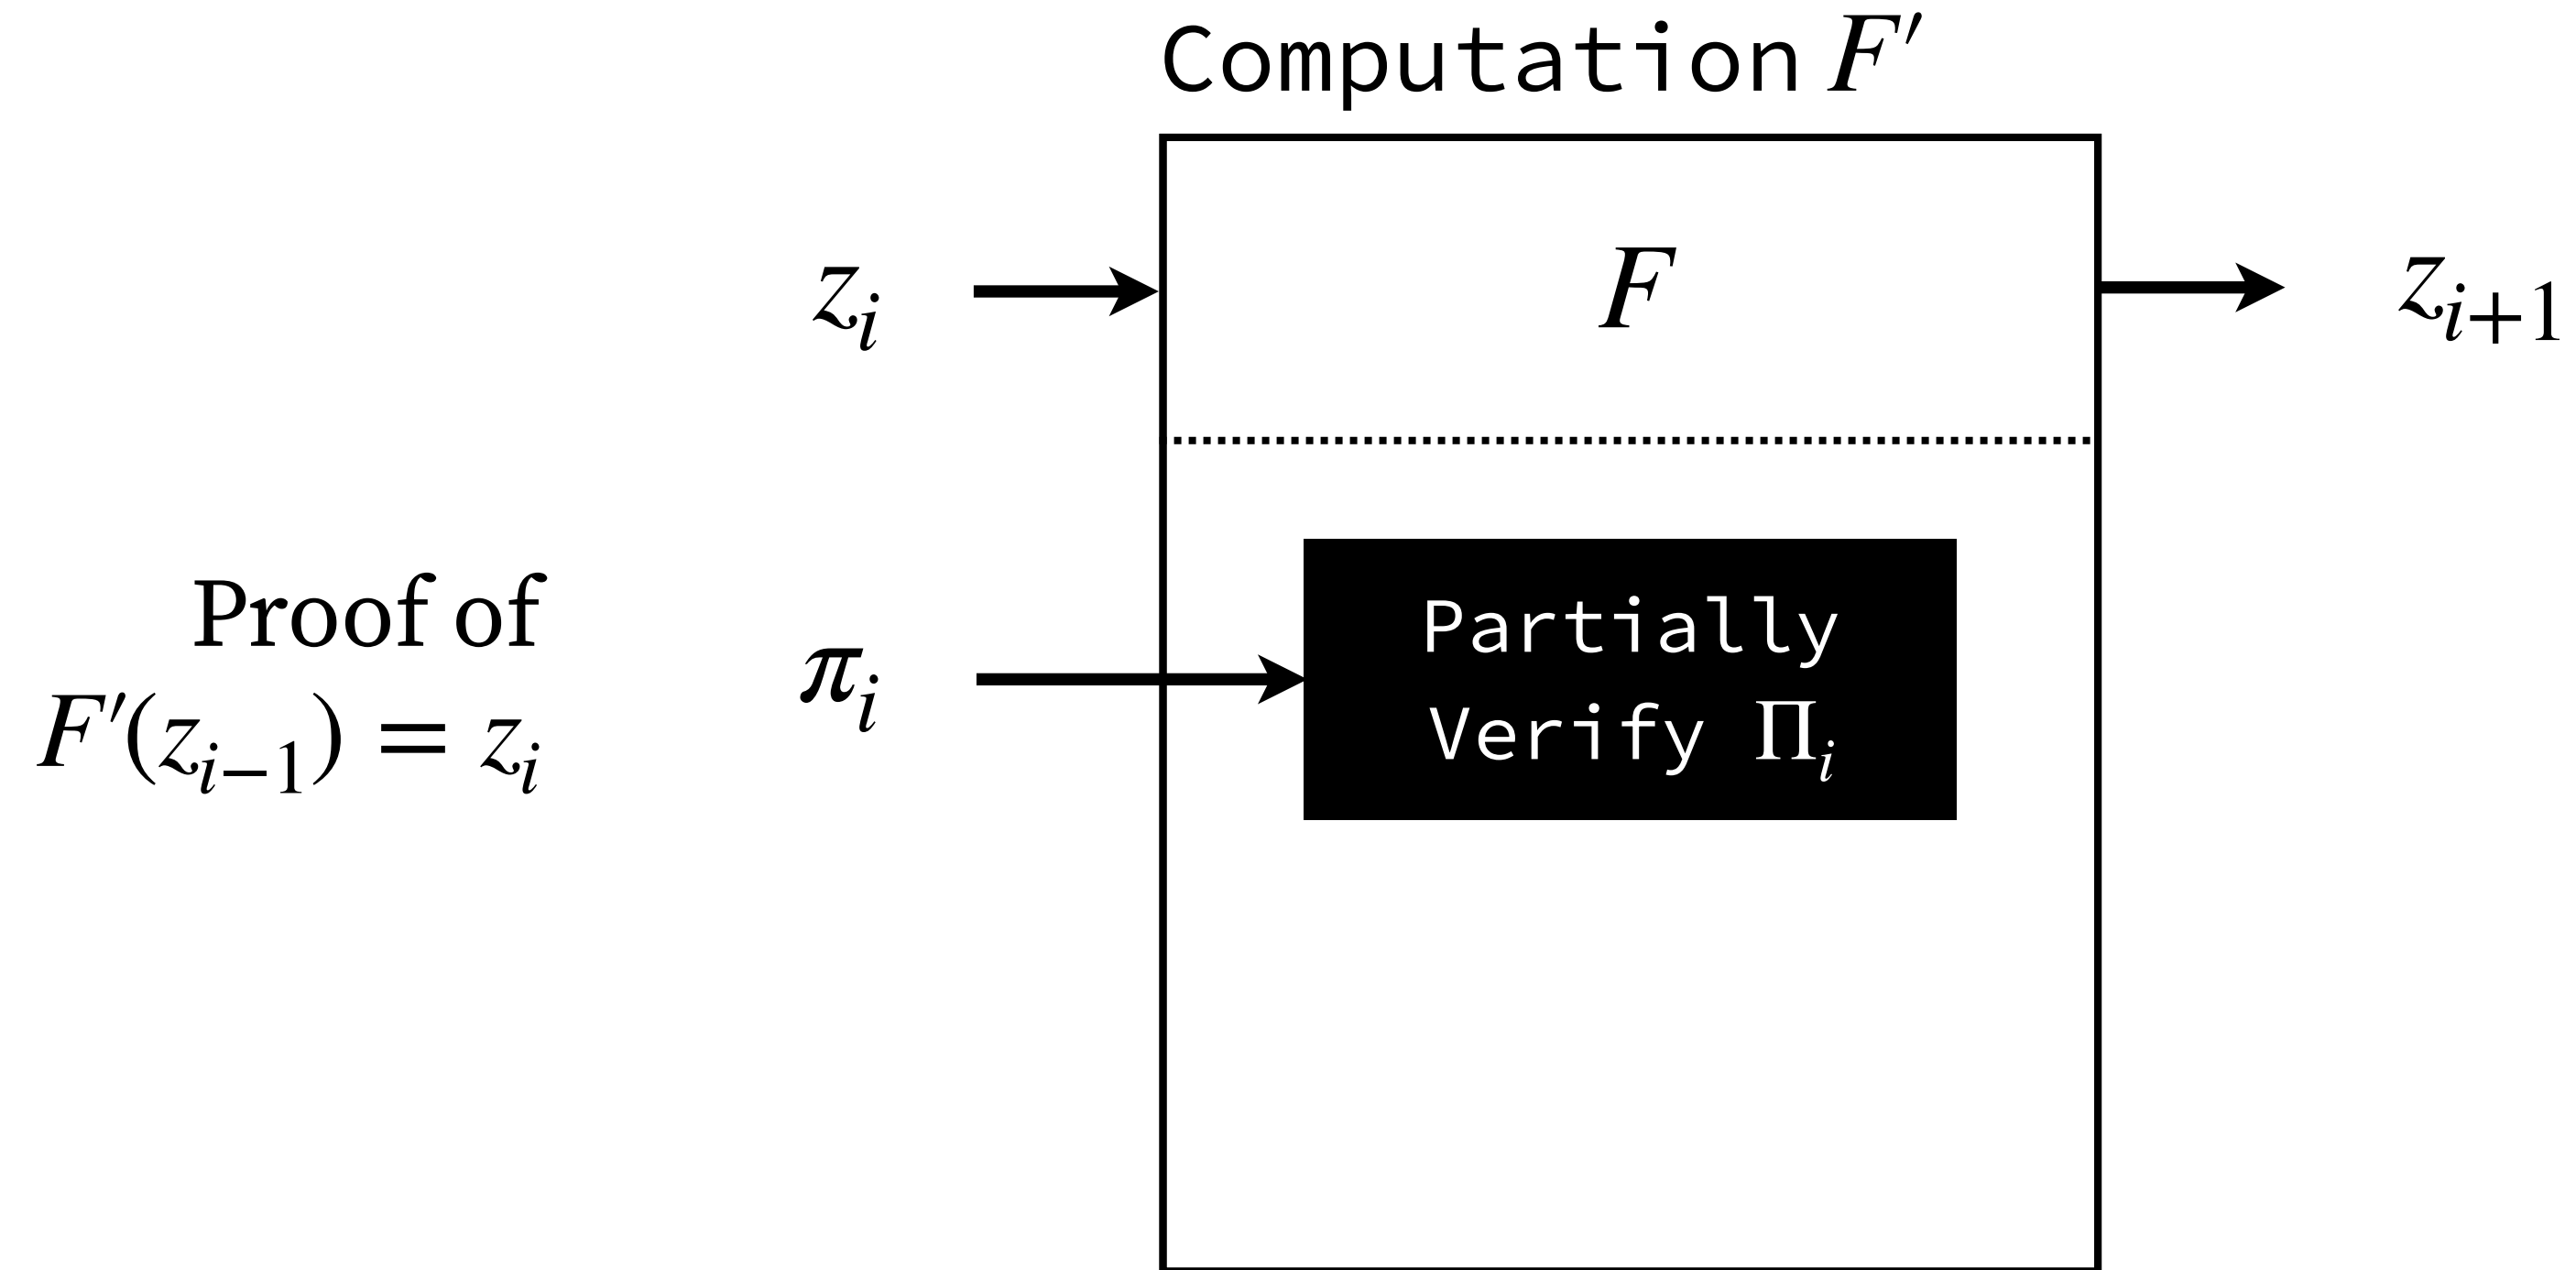 Computation F′
z_i
F
z_{i+1}
Proof of
F′(z_{i−1}) = z_i
π_i
Partially
Verify Π_i